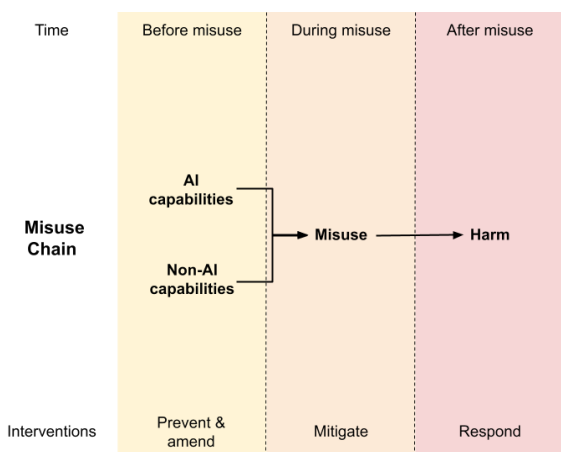 Time
Before misuse
During misuse
After misuse
AI
capabilities
Misuse
Chain
Misuse
Harm
Non-AI
capabilities
Interventions
Prevent &
amend
Mitigate
Respond